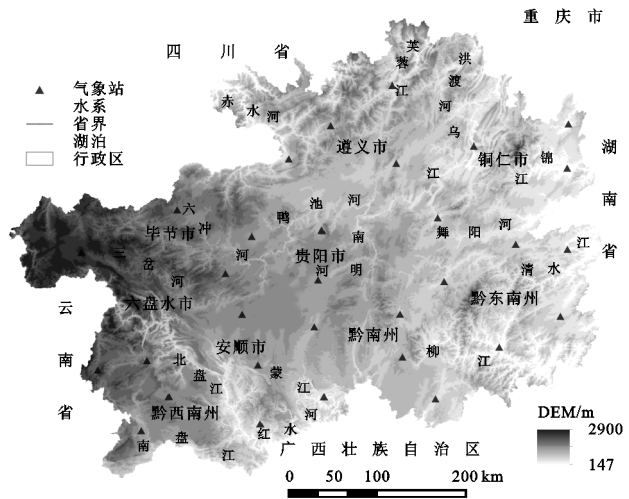 重庆市
四川省
气象站
水系
省界
湖泊
行政区
芙蓉江
洪渡河
赤水河
乌江
遵义市
铜仁市
锦江
湖南省
六冲河
鸭池河
毕节市
贵阳市
南明河
舞阳河
三岔河
清水江
六盘水市
黔东南州
云南省
安顺市
黔南州
柳江
北盘江
蒙江
黔西南州
南盘江
红水河
广西壮族自治区
DEM/m
2900
147
0 50 100 200 km